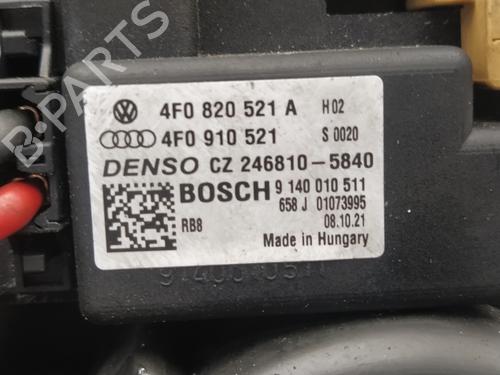 4F0 820 521 A H02
4F0 910 521 S 0020
DENSO CZ 246810-5840
BOSCH 9 140 010 511
658 J 01073995
RB8 08.10.21
Made in Hungary
B-PARTS